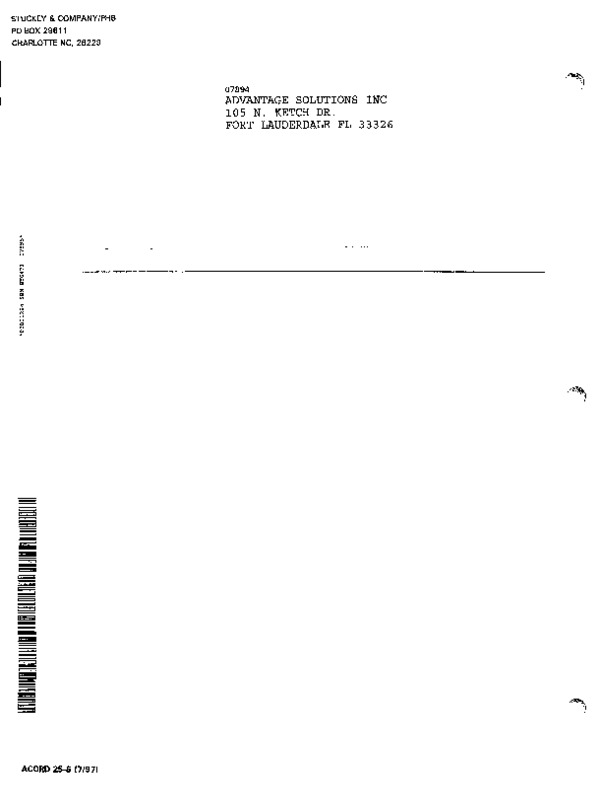 STUCKEY & COMPANY/PHB
PO BOX 29611
CHARLOTTE NC, 28229
07894
ADVANTAGE SOLUTIONS INC
105 N. KETCH DR.
FORT LAUDERDALE FL 33326
ACORD 25-S (7/97)